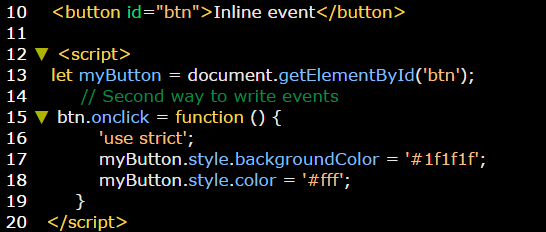 10 <button id="btn">Inline event</button>
11
12 ▼ <script>
13 let myButton = document.getElementById('btn');
14 // Second way to write events
15 ▼ btn.onclick = function () {
16 'use strict';
17 myButton.style.backgroundColor = '#1f1f1f';
18 myButton.style.color = '#fff';
19 }
20 </script>